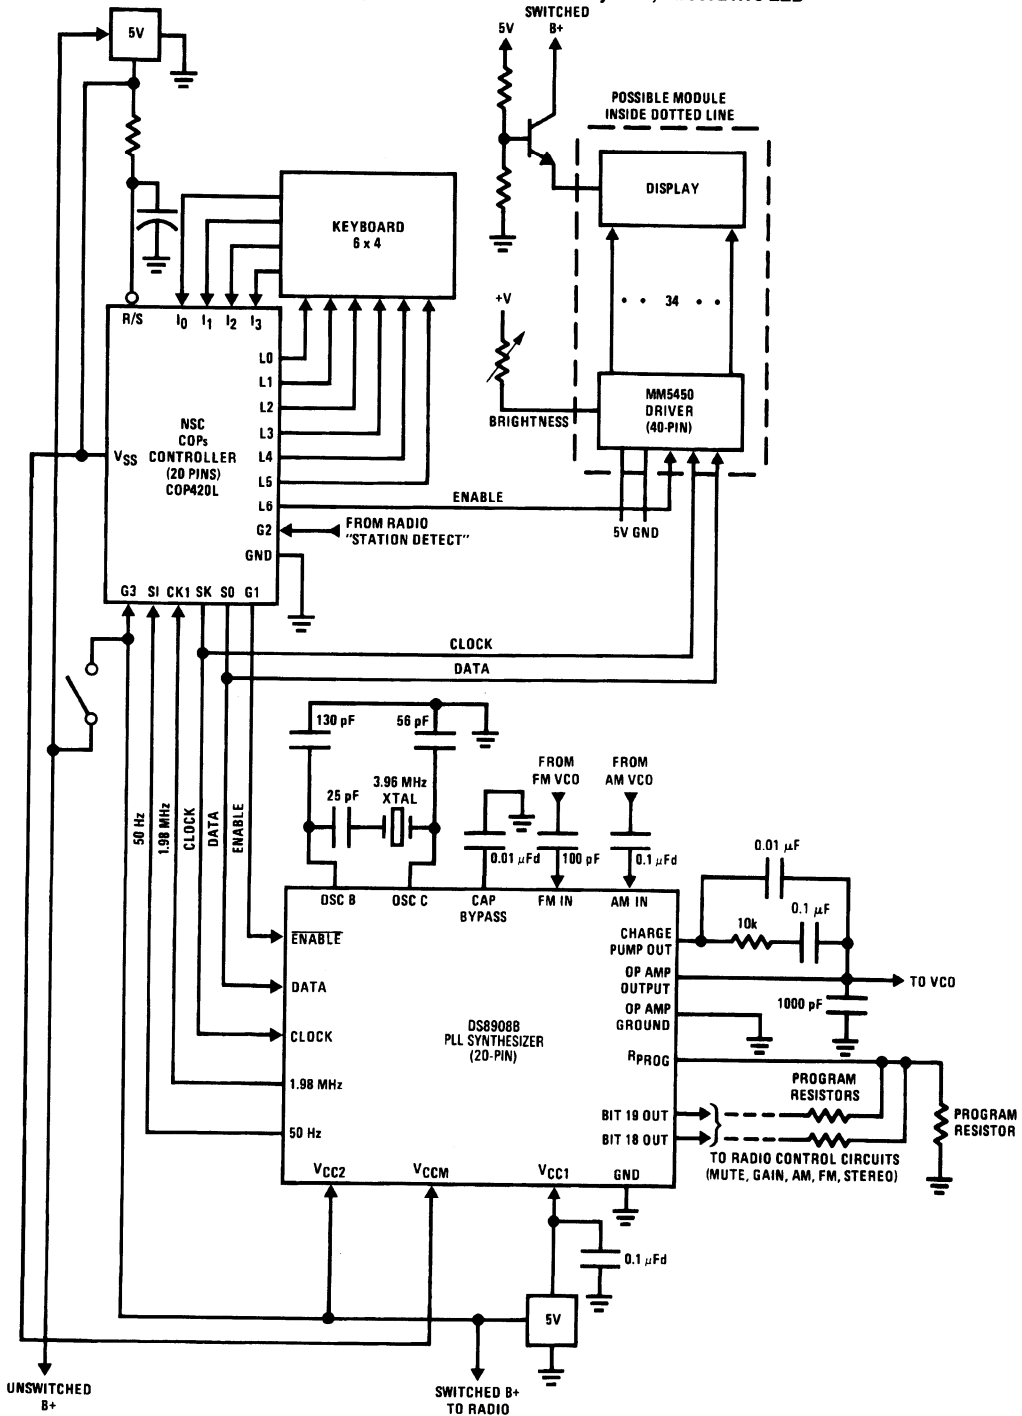 SWITCHED
B+
5V
5V
POSSIBLE MODULE
INSIDE DOTTED LINE
DISPLAY
KEYBOARD
6 x 4
+V
• • 34 • •
R/S
I0
I1
I2
I3
L0
L1
L2
L3
L4
L5
L6
G2
GND
NSC
COPs
CONTROLLER
(20 PINS)
COP420L
VSS
BRIGHTNESS
MM5450
DRIVER
(40-PIN)
ENABLE
FROM RADIO
"STATION DETECT"
5V GND
G3 SI CK1 SK S0 G1
CLOCK
DATA
130 pF
56 pF
25 pF
3.96 MHz
XTAL
FROM
FM VCO
FROM
AM VCO
50 Hz
1.98 MHz
CLOCK
DATA
ENABLE
0.01 μFd
100 pF
0.1 μFd
0.01 μF
OSC B
OSC C
CAP
BYPASS
FM IN
AM IN
10k
0.1 μF
ENABLE
DATA
CLOCK
1.98 MHz
50 Hz
DS8908B
PLL SYNTHESIZER
(20-PIN)
CHARGE
PUMP OUT
OP AMP
OUTPUT
OP AMP
GROUND
RPROG
BIT 19 OUT
BIT 18 OUT
TO VCO
1000 pF
PROGRAM
RESISTORS
PROGRAM
RESISTOR
TO RADIO CONTROL CIRCUITS
(MUTE, GAIN, AM, FM, STEREO)
VCC2
VCCM
VCC1
GND
0.1 μFd
5V
UNSWITCHED
B+
SWITCHED B+
TO RADIO